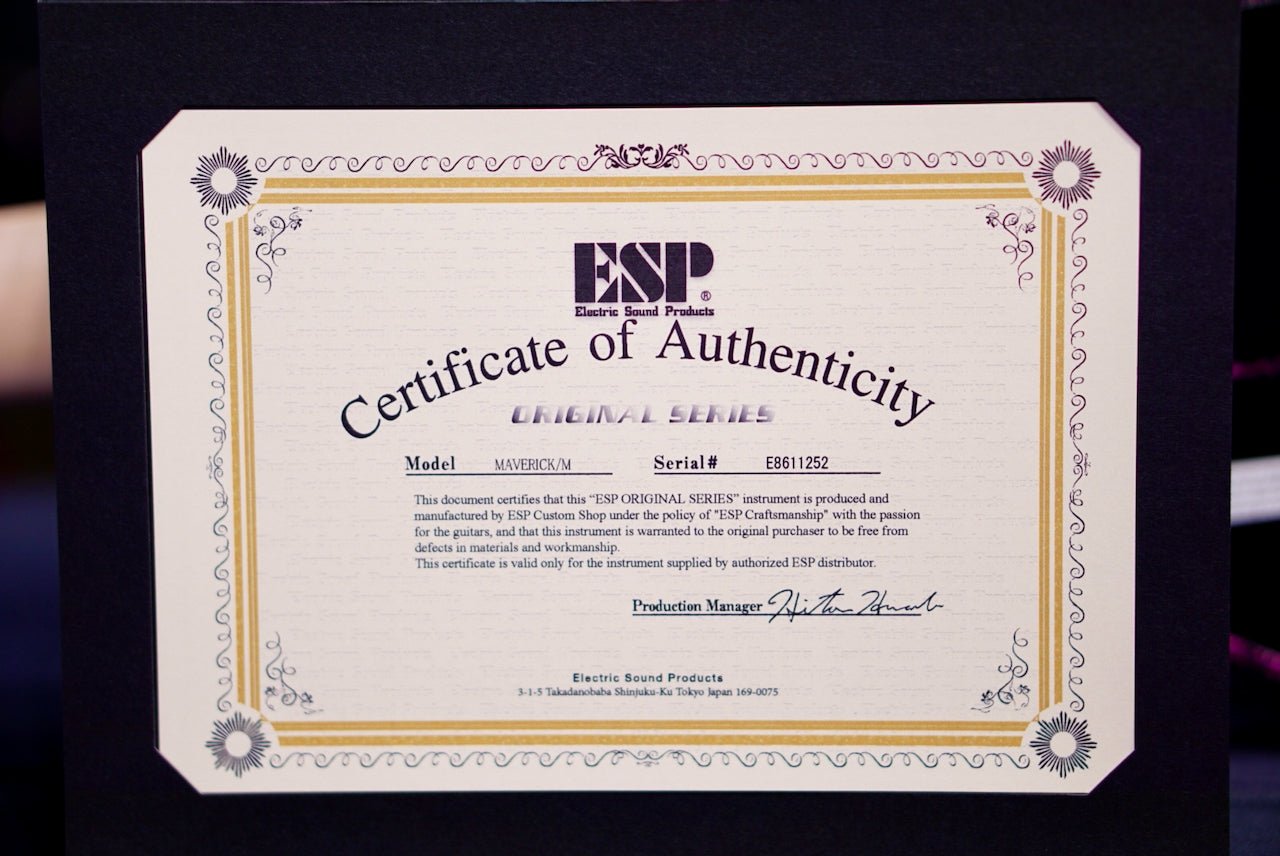 ESP®
Electric Sound Products
Certificate of Authenticity
ORIGINAL SERIES
Model MAVERICK/M Serial# E8611252
This document certifies that this “ESP ORIGINAL SERIES” instrument is produced and
manufactured by ESP Custom Shop under the policy of "ESP Craftsmanship" with the passion
for the guitars, and that this instrument is warranted to the original purchaser to be free from
defects in materials and workmanship.
This certificate is valid only for the instrument supplied by authorized ESP distributor.
Production Manager
Electric Sound Products
3-1-5 Takadanobaba Shinjuku-Ku Tokyo Japan 169-0075